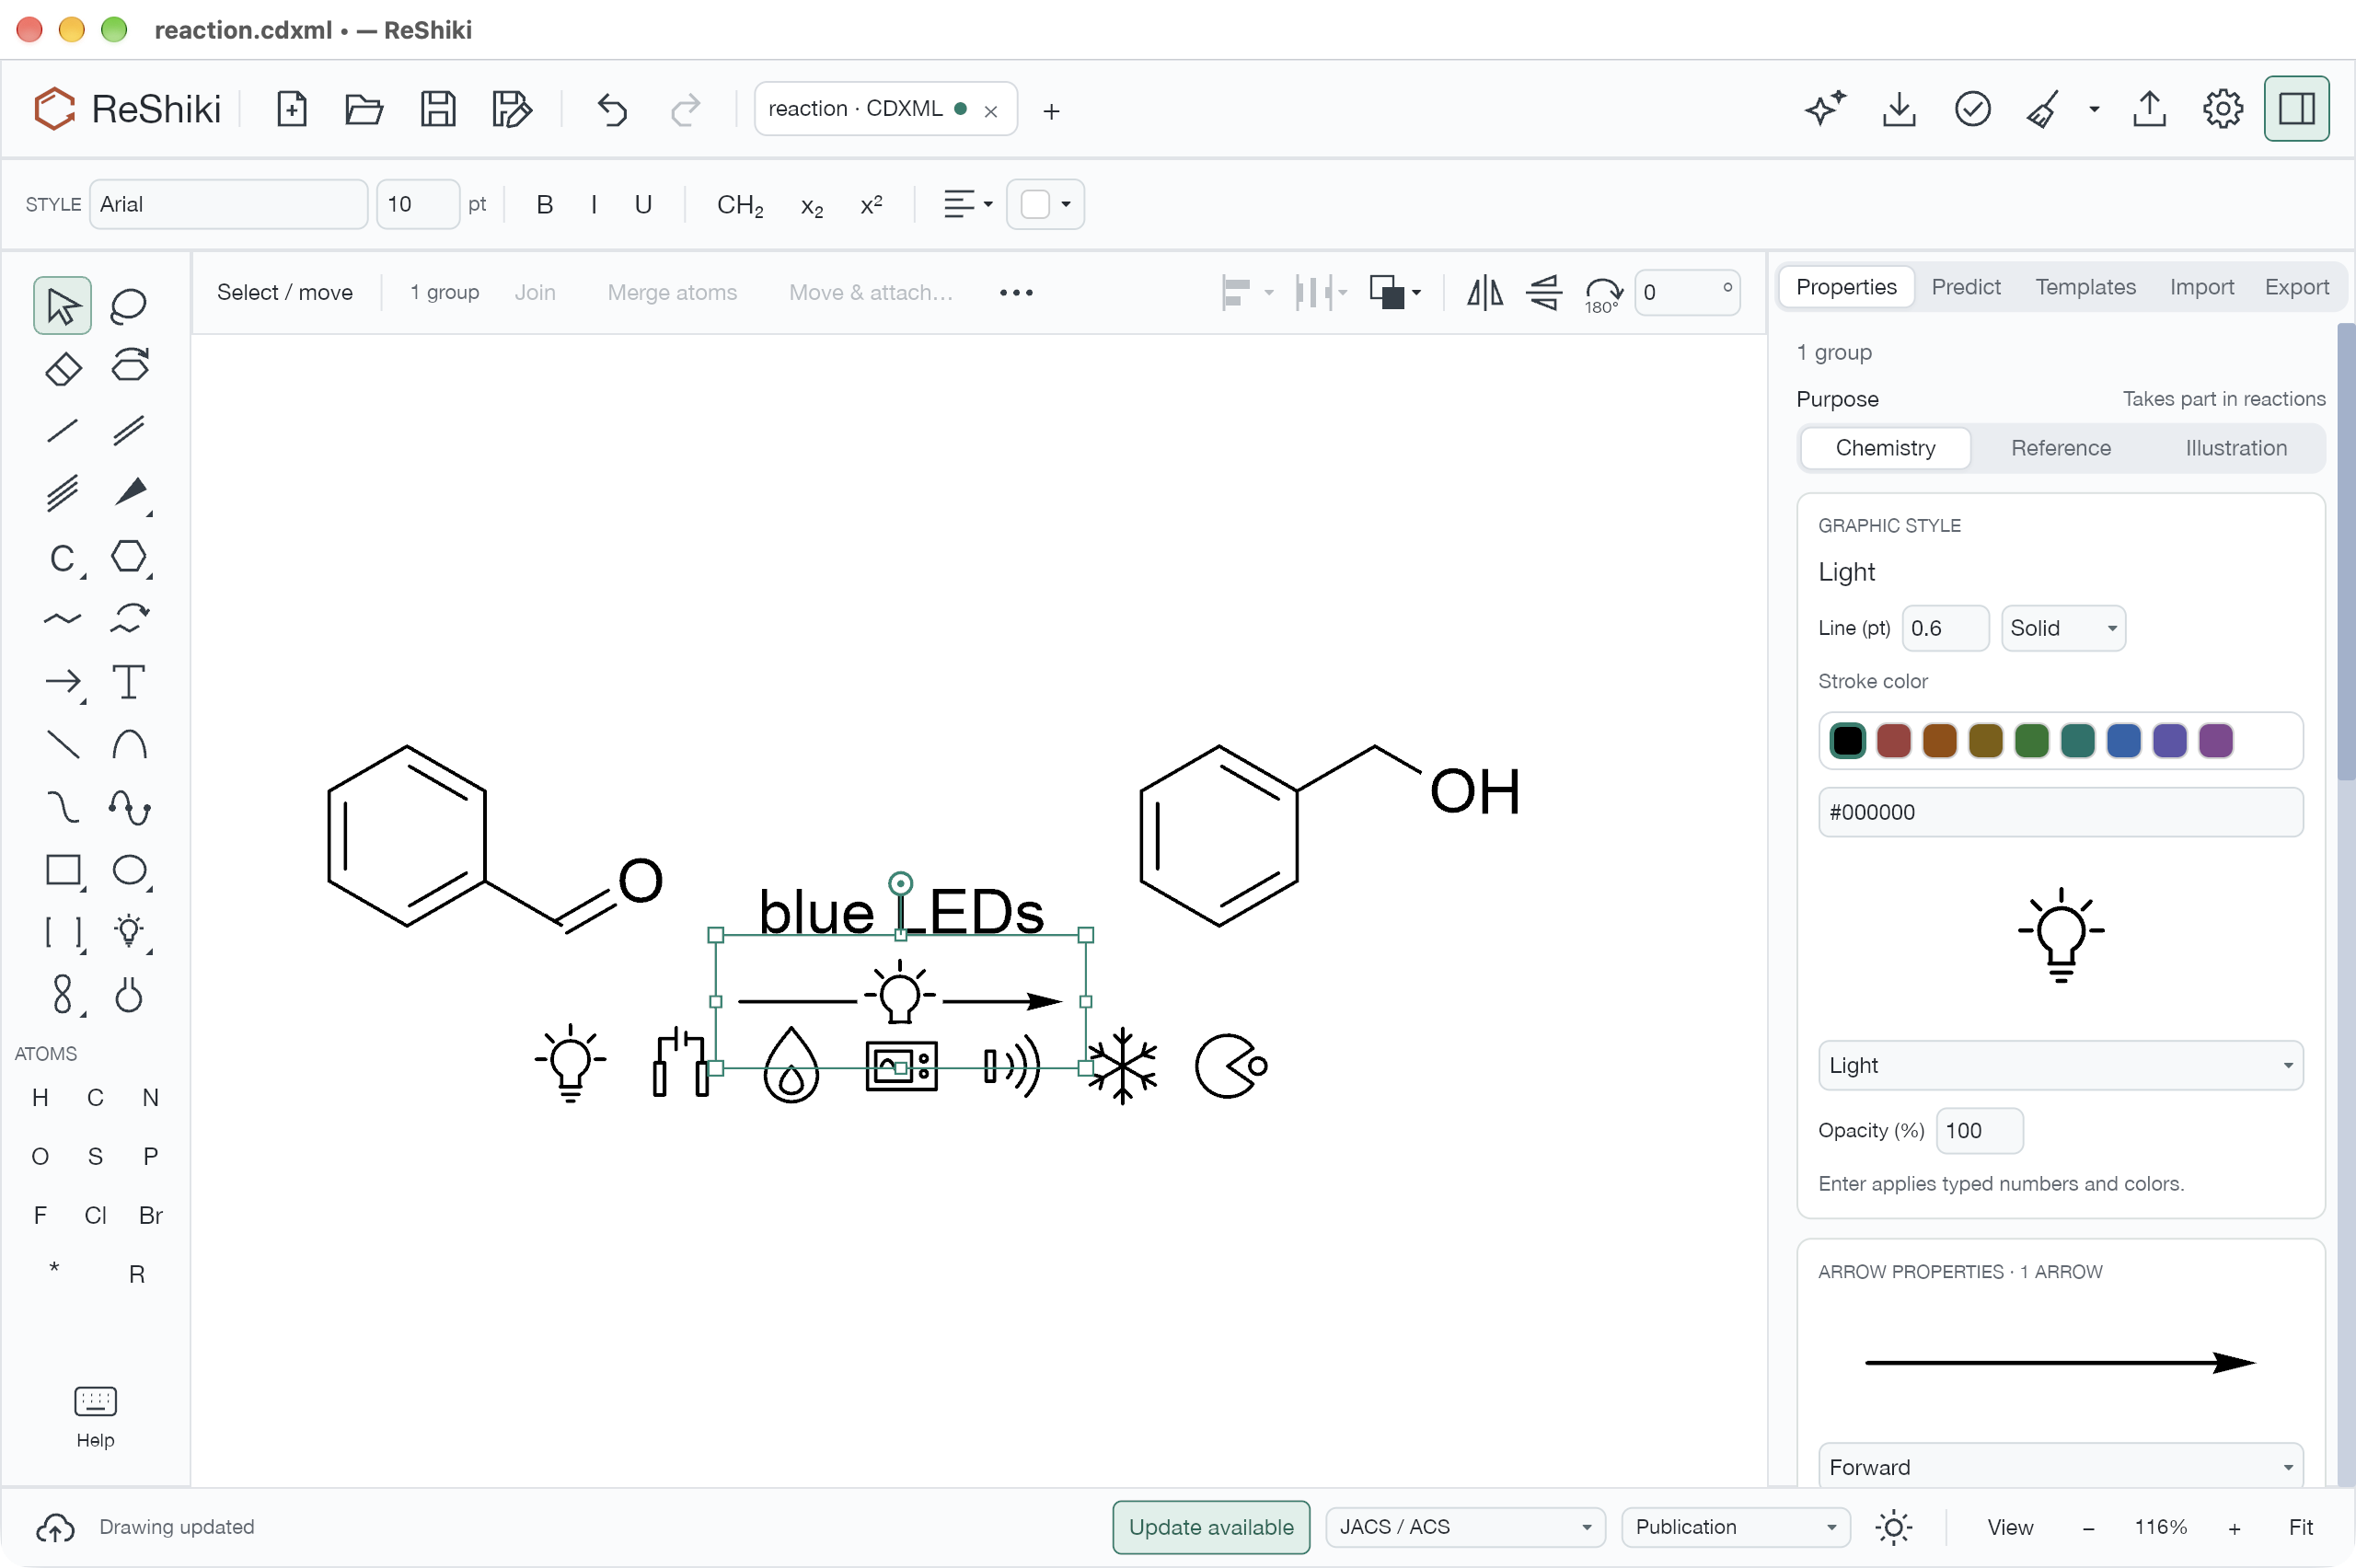 reaction.cdxml • — ReShiki
ReShiki
reaction · CDXML
STYLE Arial 10 pt B I U CH₂ x₂ x²
Select / move 1 group Join Merge atoms Move & attach… 180° 0 °
Properties Predict Templates Import Export
1 group
Purpose Takes part in reactions
Chemistry Reference Illustration
GRAPHIC STYLE
Light
Line (pt) 0.6 Solid
Stroke color
#000000
Light
Opacity (%) 100
Enter applies typed numbers and colors.
ARROW PROPERTIES · 1 ARROW
Forward
C
T
ATOMS
H C N
O S P
F Cl Br
* R
Help
O
blue LEDs
OH
Drawing updated
Update available
JACS / ACS
Publication
View − 116% + Fit